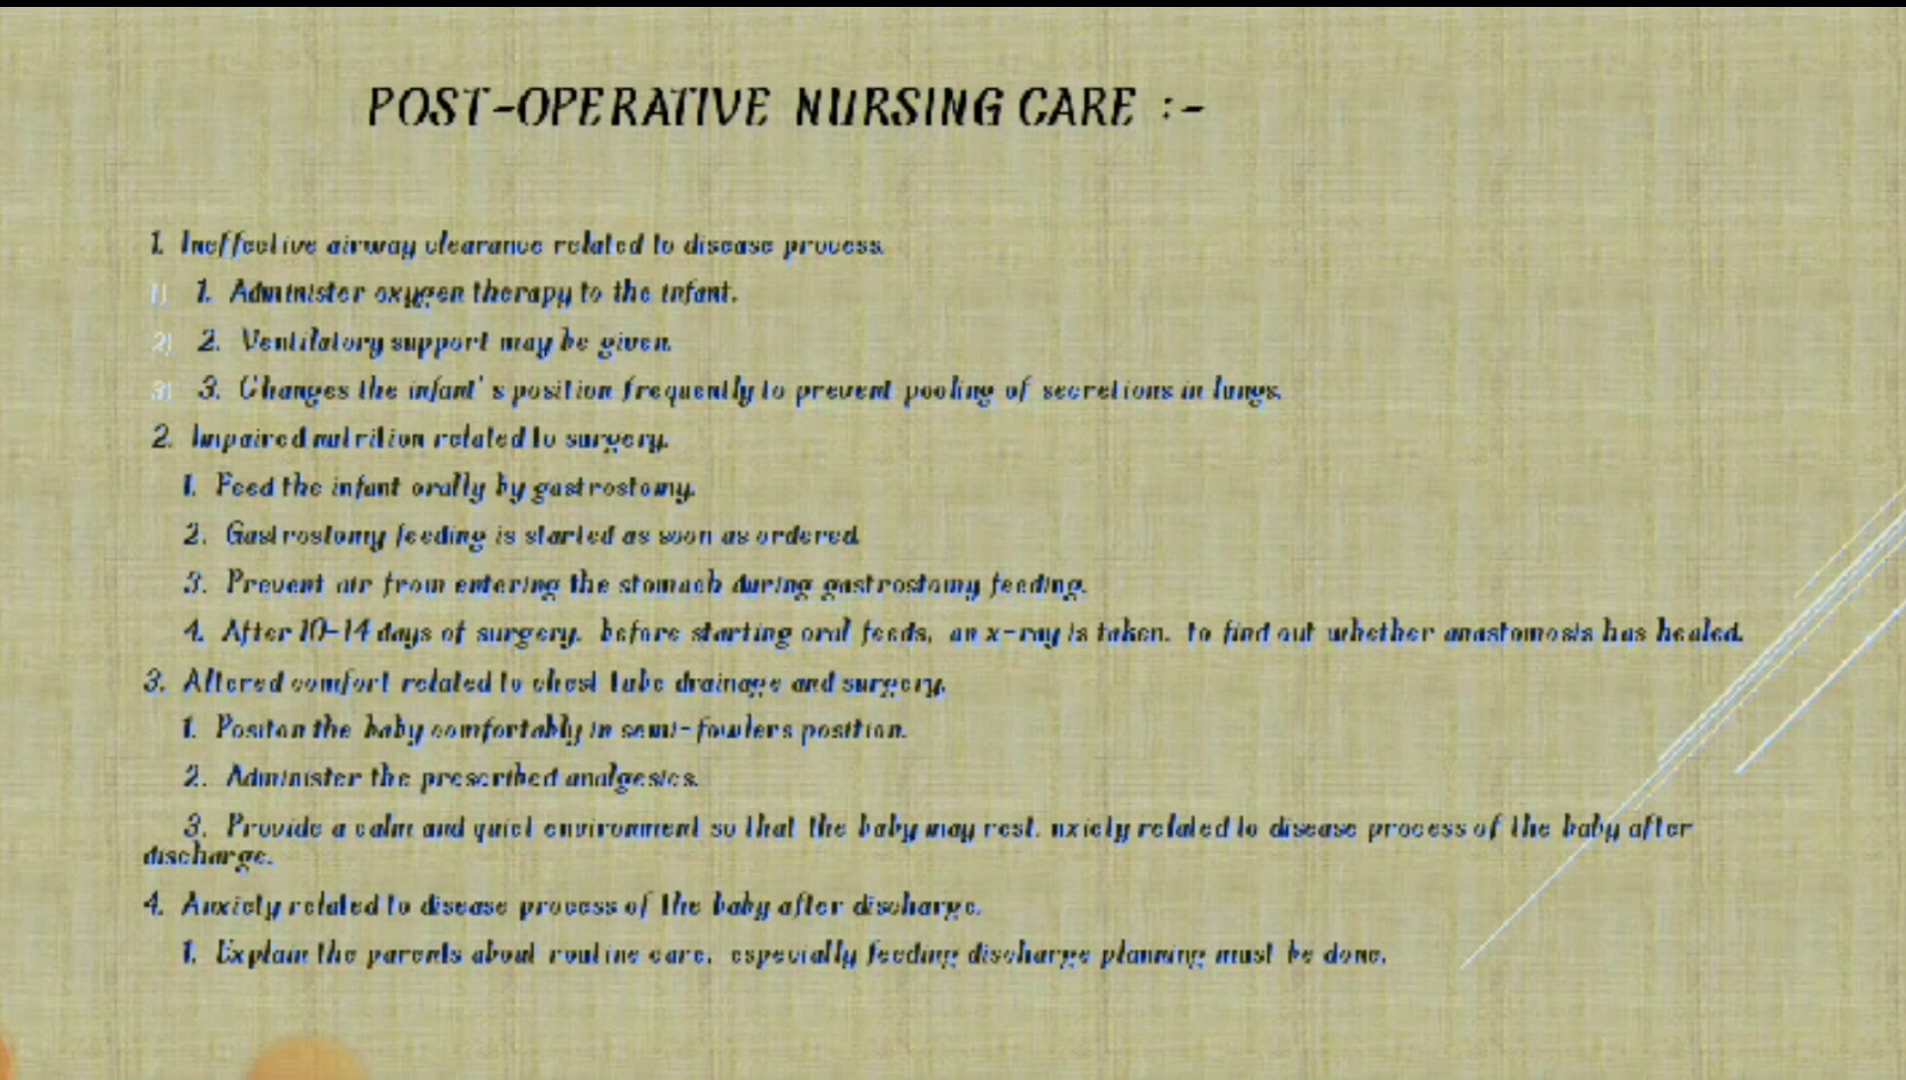 POST-OPERATIVE NURSING CARE :-
1. Ineffective airway clearance related to disease process.
1) 1. Administer oxygen therapy to the infant.
2) 2. Ventilatory support may be given.
3) 3. Changes the infant's position frequently to prevent pooling of secretions in lungs.
2. Impaired nutrition related to surgery.
1. Feed the infant orally by gastrostomy.
2. Gastrostomy feeding is started as soon as ordered.
3. Prevent air from entering the stomach during gastrostomy feeding.
4. After 10-14 days of surgery. before starting oral feeds, an x-ray is taken. to find out whether anastomosis has healed.
3. Altered comfort related to chest tube drainage and surgery.
1. Positon the baby comfortably in semi-fowlers position.
2. Administer the prescribed analgesics.
3. Provide a calm and quiet environment so that the baby may rest. nxiety related to disease process of the baby after
discharge.
4. Anxiety related to disease process of the baby after discharge.
1. Explain the parents about routine care, especially feeding discharge planning must be done.